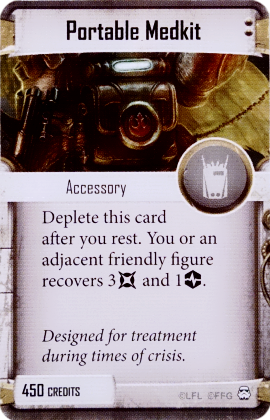 Portable Medkit
Accessory
Deplete this card
after you rest. You or an
adjacent friendly figure
recovers 3 and 1.
Designed for treatment
during times of crisis.
450 CREDITS
©LFL ©FFG